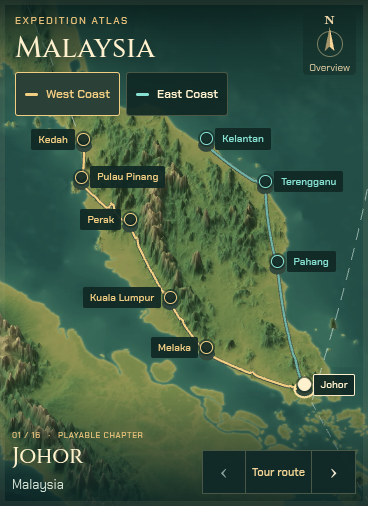 EXPEDITION ATLAS
MALAYSIA
N
Overview
West Coast
East Coast
Kedah
Kelantan
Pulau Pinang
Terengganu
Perak
Pahang
Kuala Lumpur
Melaka
Johor
01 / 16 · PLAYABLE CHAPTER
JOHOR
Malaysia
‹ Tour route ›